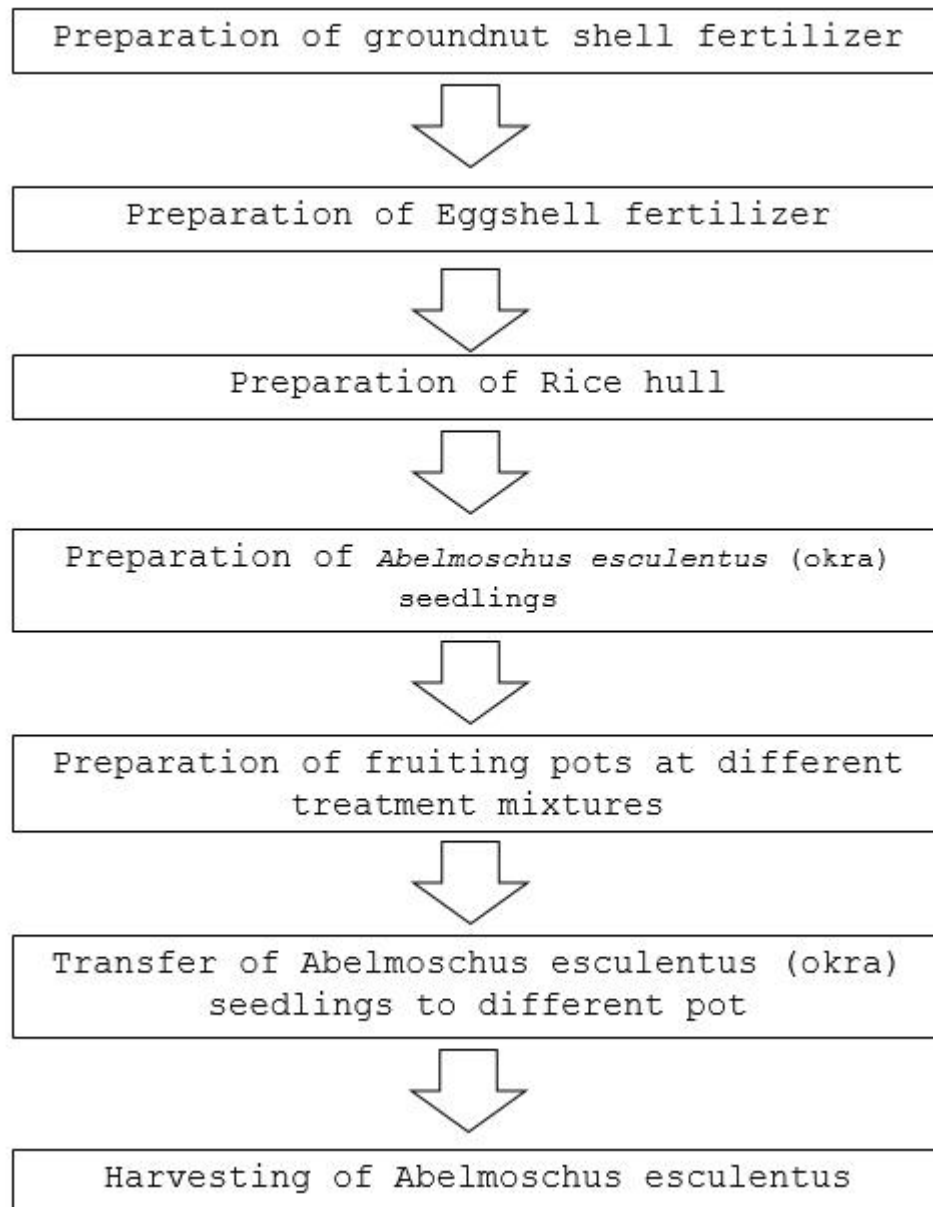 Preparation of groundnut shell fertilizer
Preparation of Eggshell fertilizer
Preparation of Rice hull
Preparation of Abelmoschus esculentus (okra)
seedlings
Preparation of fruiting pots at different
treatment mixtures
Transfer of Abelmoschus esculentus (okra)
seedlings to different pot
Harvesting of Abelmoschus esculentus